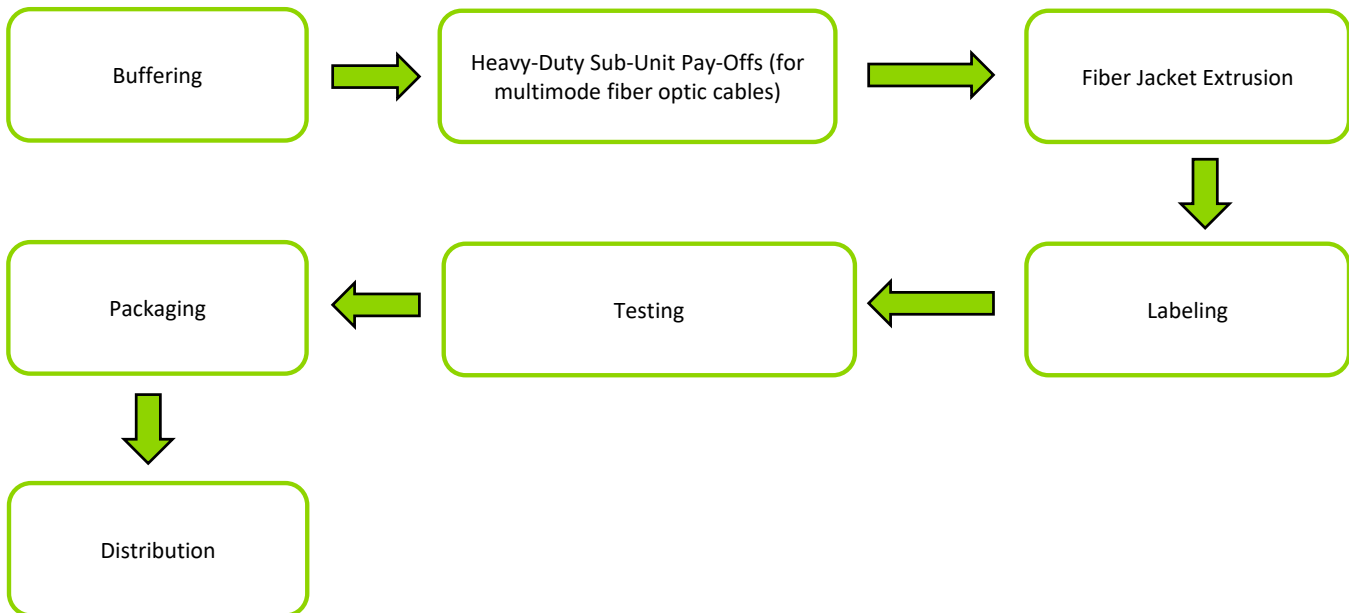 Buffering
Heavy-Duty Sub-Unit Pay-Offs (for
multimode fiber optic cables)
Fiber Jacket Extrusion
Labeling
Testing
Packaging
Distribution